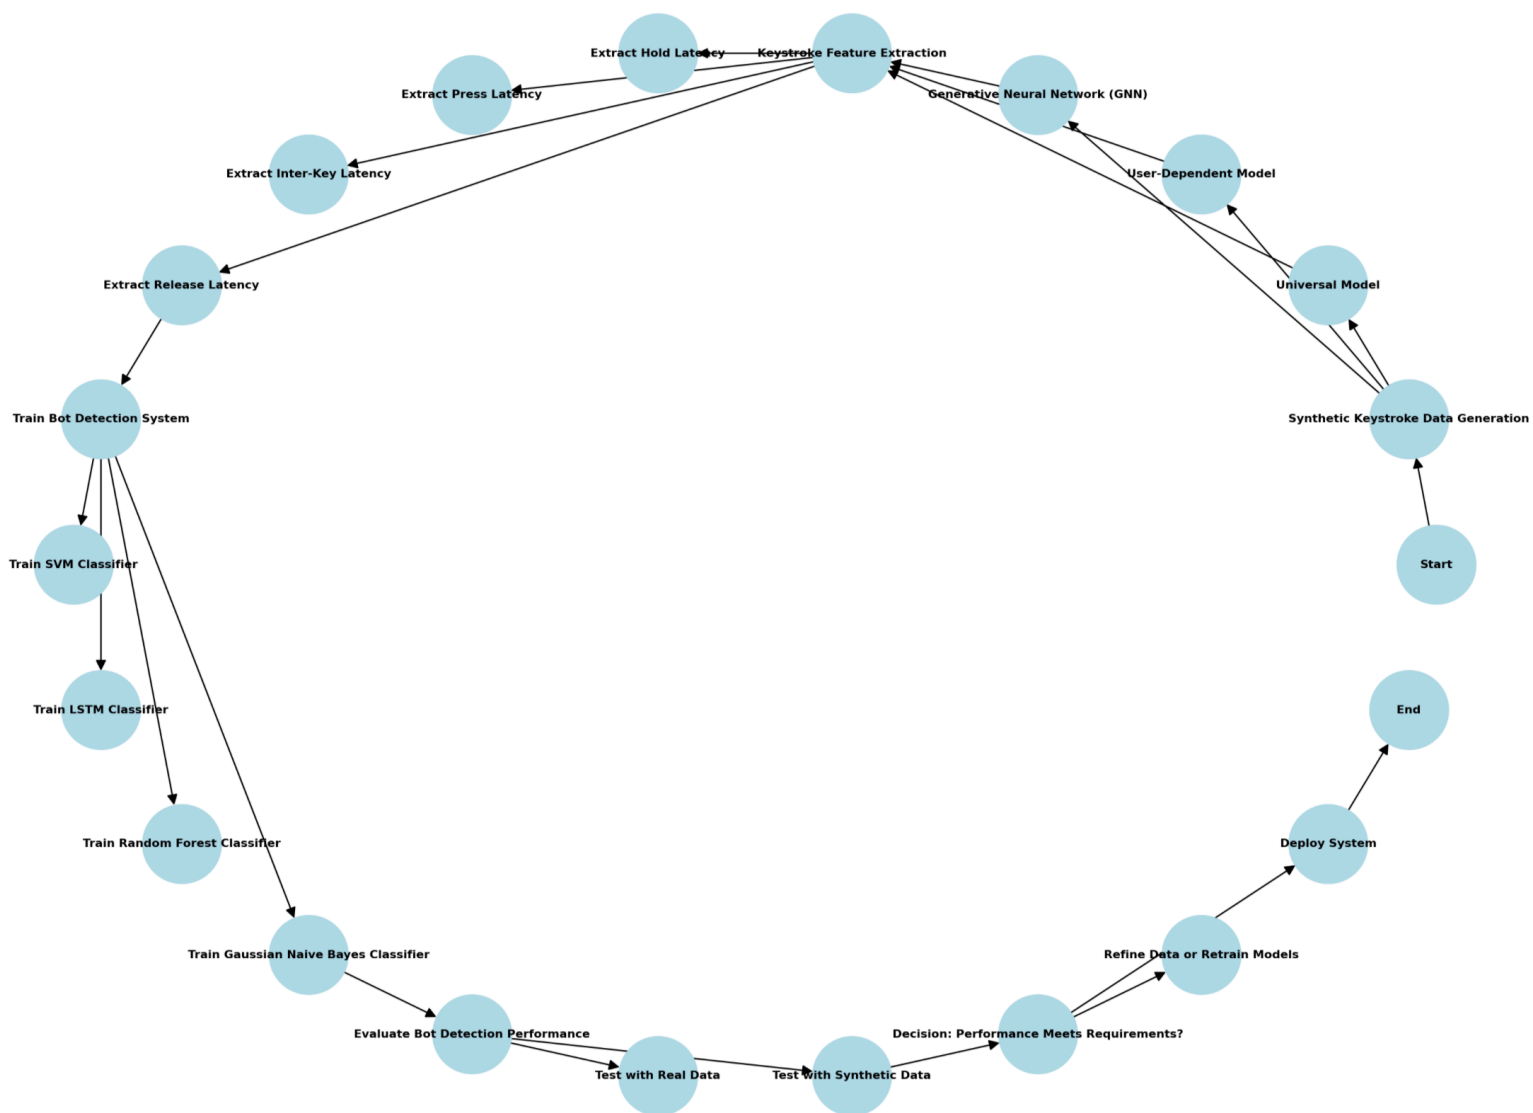 Extract Hold Latency
Keystroke Feature Extraction
Extract Press Latency
Generative Neural Network (GNN)
Extract Inter-Key Latency
User-Dependent Model
Extract Release Latency
Universal Model
Train Bot Detection System
Synthetic Keystroke Data Generation
Train SVM Classifier
Start
Train LSTM Classifier
End
Train Random Forest Classifier
Deploy System
Train Gaussian Naive Bayes Classifier
Refine Data or Retrain Models
Evaluate Bot Detection Performance
Decision: Performance Meets Requirements?
Test with Real Data
Test with Synthetic Data